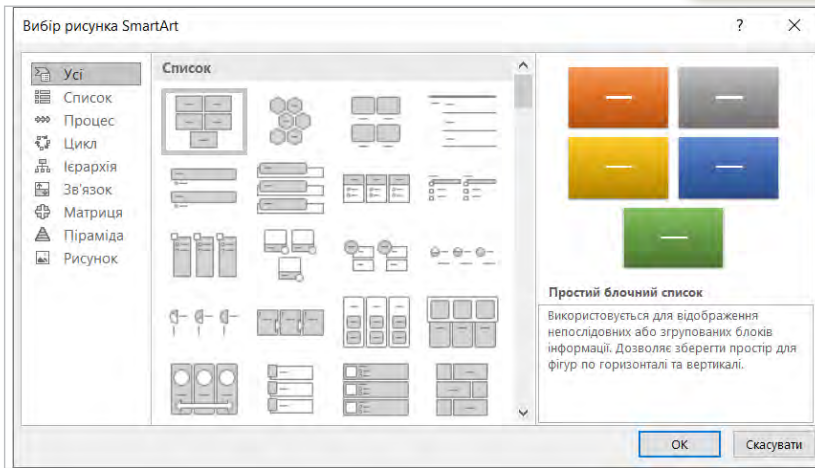 Вибір рисунка SmartArt
?
Усі
Список
Процес
Цикл
Ієрархія
Зв'язок
Матриця
Піраміда
Рисунок
Список
Простий блочний список
Використовується для відображення
непослідовних або згрупованих блоків
інформації. Дозволяє зберегти простір для
фігур по горизонталі та вертикалі.
ОК
Скасувати